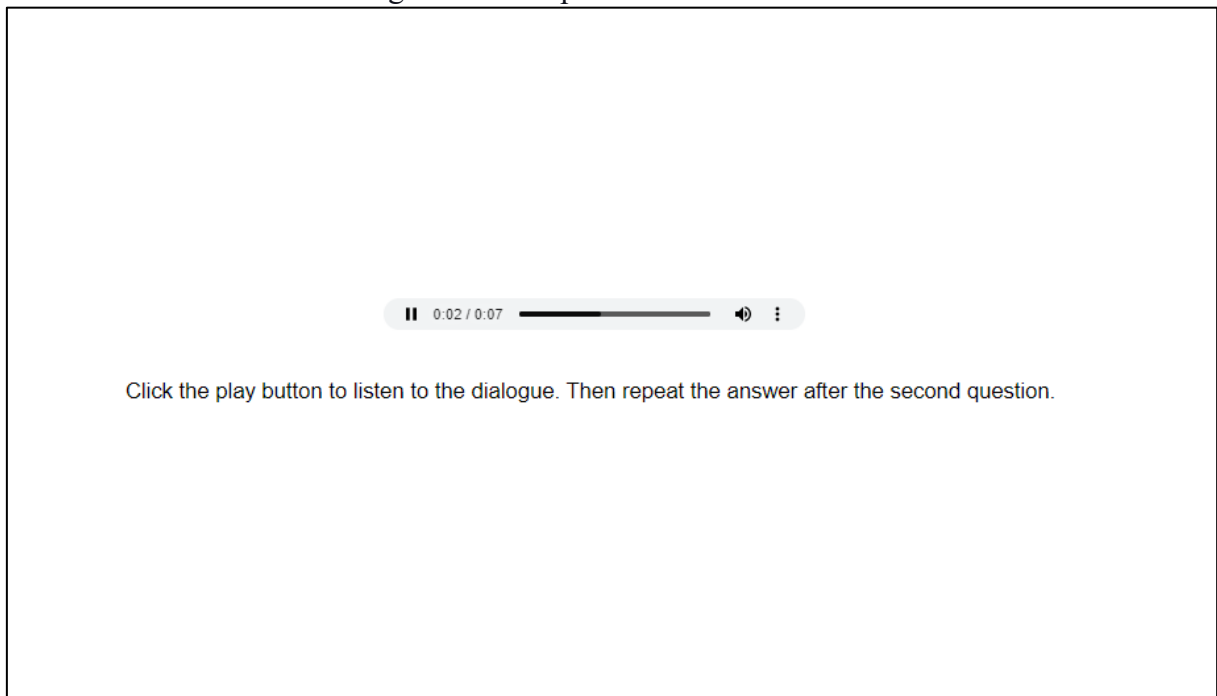 0:02 / 0:07
Click the play button to listen to the dialogue. Then repeat the answer after the second question.